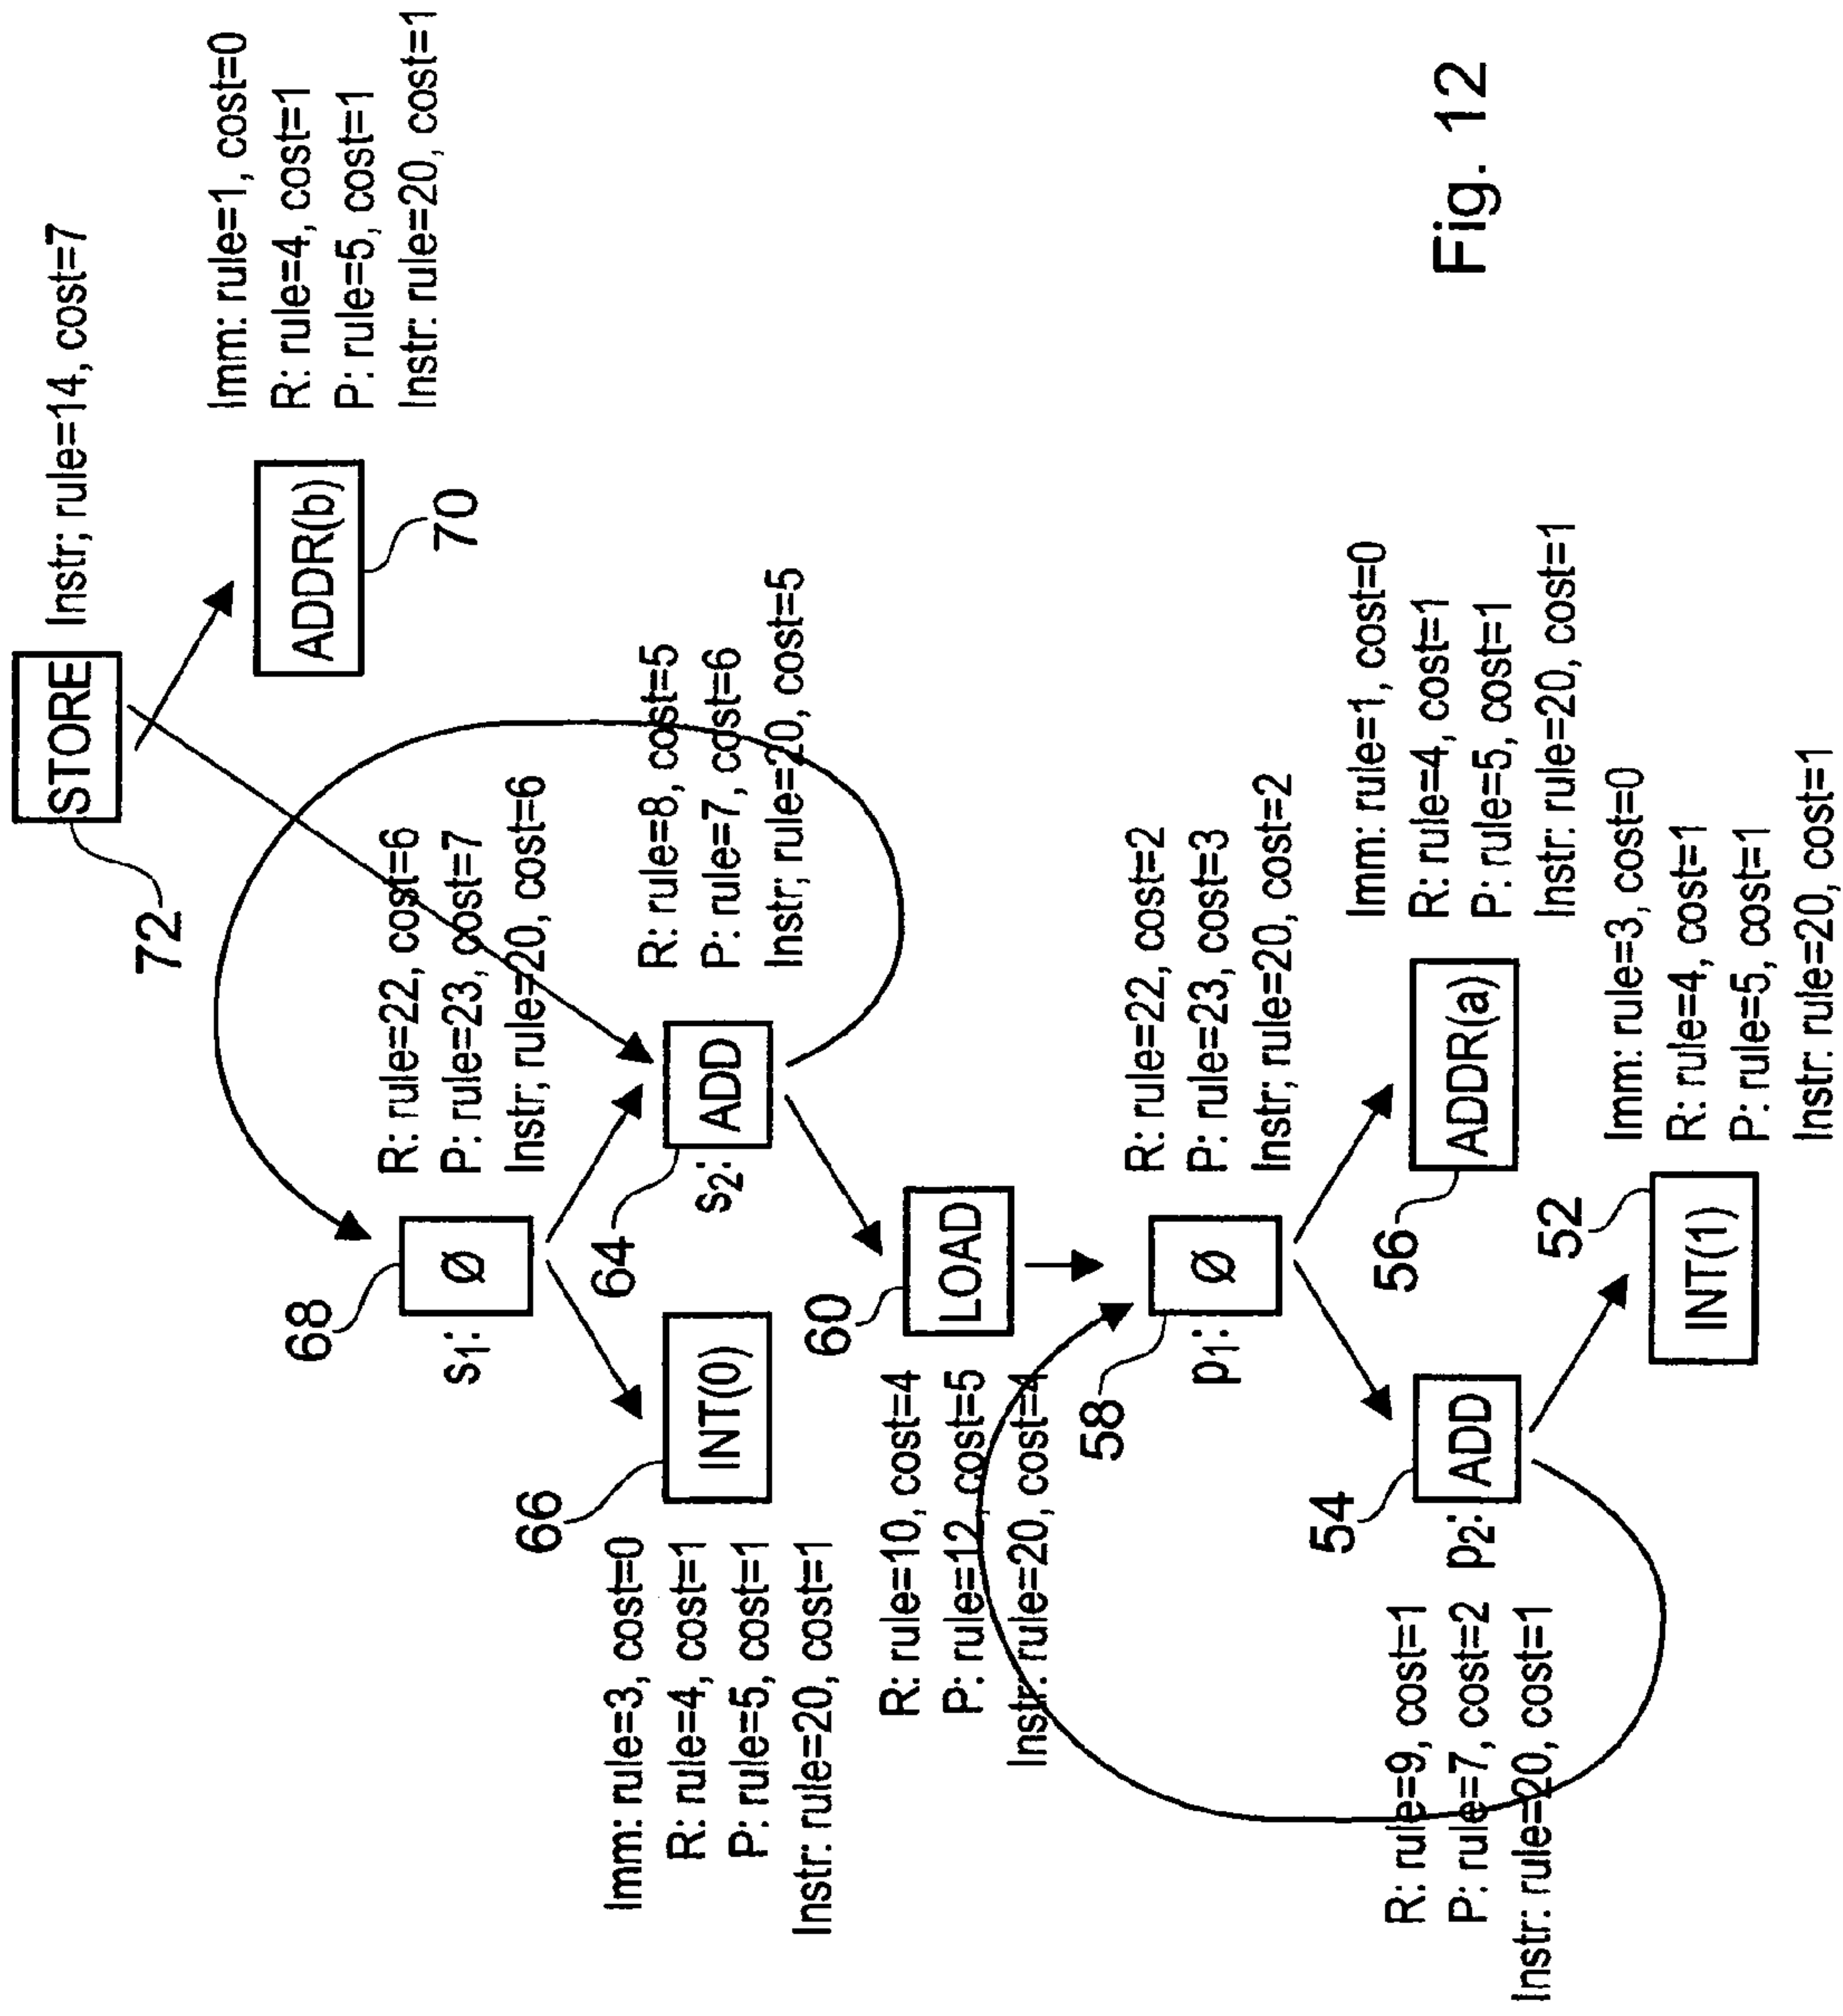 STORE
Instr; rule=14, cost=7
72
ADDR(b)
70
Imm: rule=1, cost=0
R: rule=4, cost=1
P: rule=5, cost=1
Instr: rule=20, cost=1
68
s1:
Ø
R: rule=22, cost=6
P: rule=23, cost=7
Instr; rule=20, cost=6
66
INT(0)
Imm: rule=3, cost=0
R: rule=4, cost=1
P: rule=5, cost=1
Instr: rule=20, cost=1
64
s2:
ADD
R: rule=8, cost=5
P: rule=7, cost=6
Instr; rule=20, cost=5
60
LOAD
R: rule=10, cost=4
P: rule=12, cost=5
Instr: rule=20, cost=4
58
p1:
Ø
R: rule=22, cost=2
P: rule=23, cost=3
Instr; rule=20, cost=2
56
ADDR(a)
Imm: rule=1, cost=0
R: rule=4, cost=1
P: rule=5, cost=1
Instr: rule=20, cost=1
54
p2:
ADD
R: rule=9, cost=1
P: rule=7, cost=2
Instr: rule=20, cost=1
52
INT(1)
Imm: rule=3, cost=0
R: rule=4, cost=1
P: rule=5, cost=1
Instr: rule=20, cost=1
Fig. 12